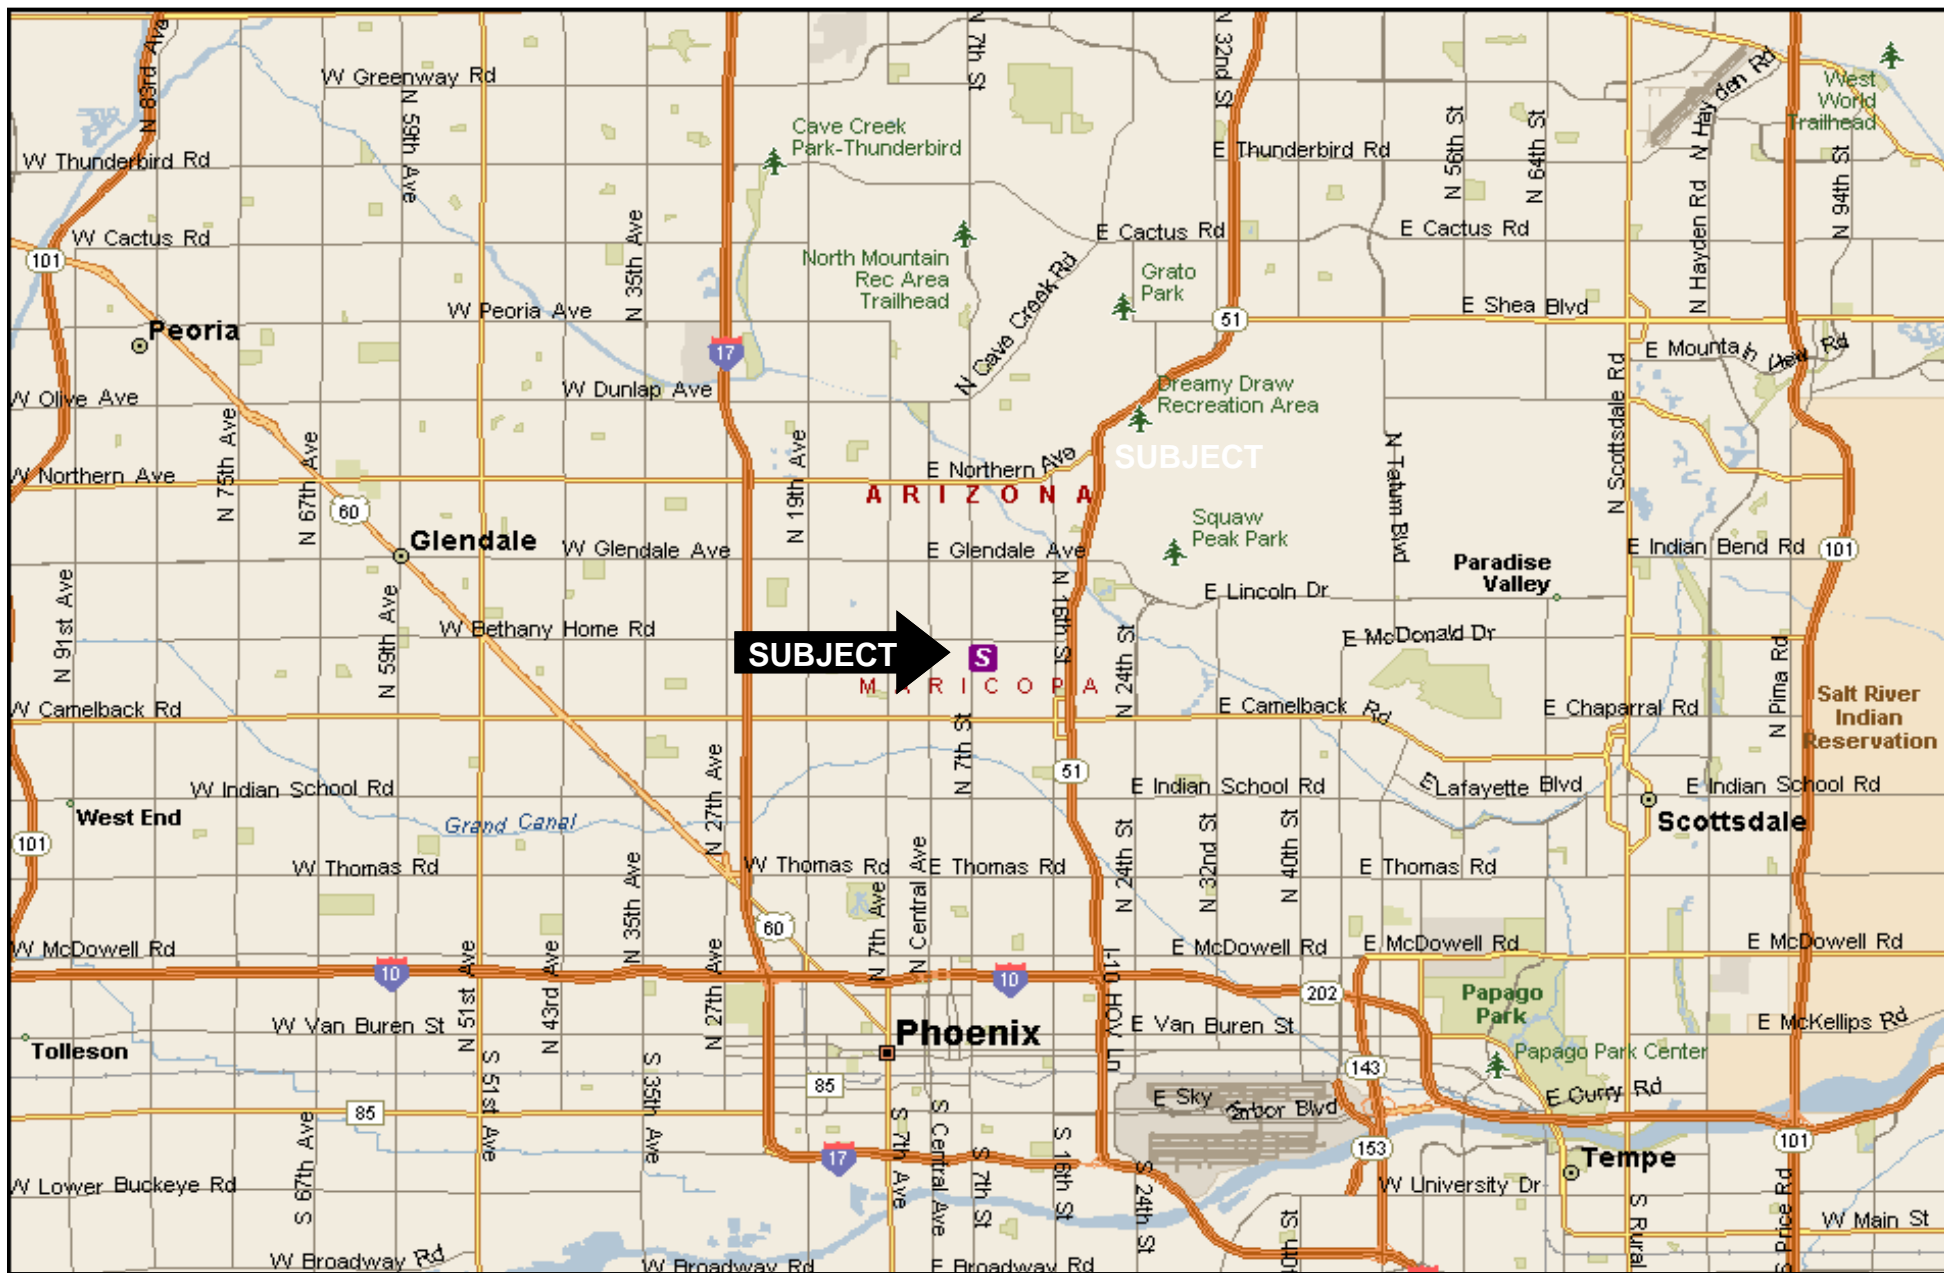 N 83rd Ave
N 7th St
N 32nd St
W Greenway Rd
N 59th Ave
N Hayden Rd
West
World
Trailhead
Cave Creek
Park-Thunderbird
W Thunderbird Rd
E Thunderbird Rd
N 56th St
N 64th St
N 94th St
W Cactus Rd
N 35th Ave
E Cactus Rd
E Cactus Rd
N Hayden Rd
101
North Mountain
Rec Area
Trailhead
N Cave Creek Rd
Grato
Park
W Peoria Ave
E Shea Blvd
Peoria
51
17
E Mountain View Rd
W Olive Ave
W Dunlap Ave
Dreamy Draw
Recreation Area
N Scottsdale Rd
N 75th Ave
N 67th Ave
N 19th Ave
SUBJECT
W Northern Ave
E Northern Ave
N Tatum Blvd
ARIZONA
60
Squaw
Peak Park
Glendale
W Glendale Ave
E Glendale Ave
E Indian Bend Rd
101
Paradise
Valley
N 91st Ave
N 59th Ave
N 16th St
E Lincoln Dr
W Bethany Home Rd
E McDonald Dr
SUBJECT
S
N 24th St
N Pima Rd
MARICOPA
Salt River
Indian
Reservation
W Camelback Rd
E Camelback Rd
E Chaparral Rd
N 7th St
N 27th Ave
51
W Indian School Rd
E Indian School Rd
E Lafayette Blvd
E Indian School Rd
West End
Grand Canal
Scottsdale
101
N 24th St
N 32nd St
N 40th St
W Thomas Rd
W Thomas Rd
E Thomas Rd
E Thomas Rd
N 35th Ave
N 7th Ave
N Central Ave
60
W McDowell Rd
E McDowell Rd
E McDowell Rd
E McDowell Rd
10
10
I-10 HOV Ln
202
N 51st Ave
N 43rd Ave
N 27th Ave
Papago
Park
W Van Buren St
E Van Buren St
E McKellips Rd
Phoenix
Tolleson
Papago Park Center
143
85
S 51st Ave
S 35th Ave
E Curry Rd
85
E Sky Harbor Blvd
S 67th Ave
S 7th Ave
S Central Ave
S 7th St
S 16th St
S 24th St
17
153
101
Tempe
W Lower Buckeye Rd
W University Dr
S Rural
S Price Rd
W Main St
W Broadway Rd
W Broadway Rd
E Broadway Rd